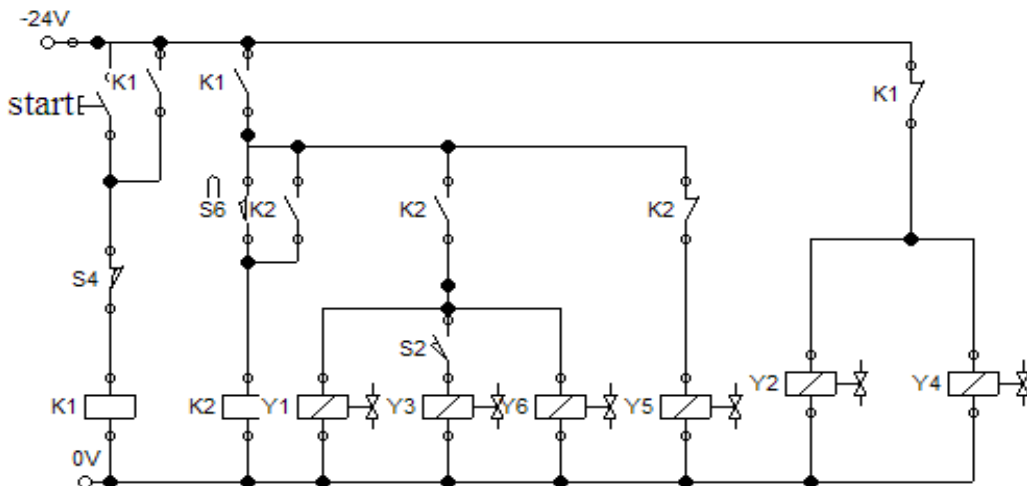 -24V
K1 K1 K1
start
S6 K2 K2 K2
S4
S2
Y2 Y4
K1 K2 Y1 Y3 Y6 Y5
0V